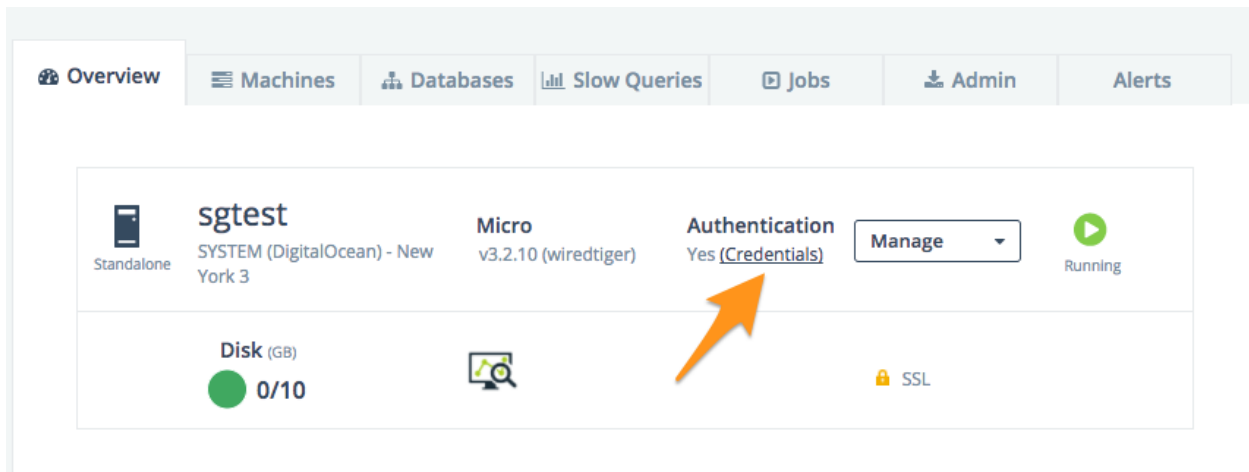 Overview Machines Databases Slow Queries Jobs Admin Alerts
sgtest Micro Authentication Manage
SYSTEM (DigitalOcean) - New v3.2.10 (wiredtiger) Yes (Credentials)
Standalone York 3 Running
Disk (GB)
0/10 SSL